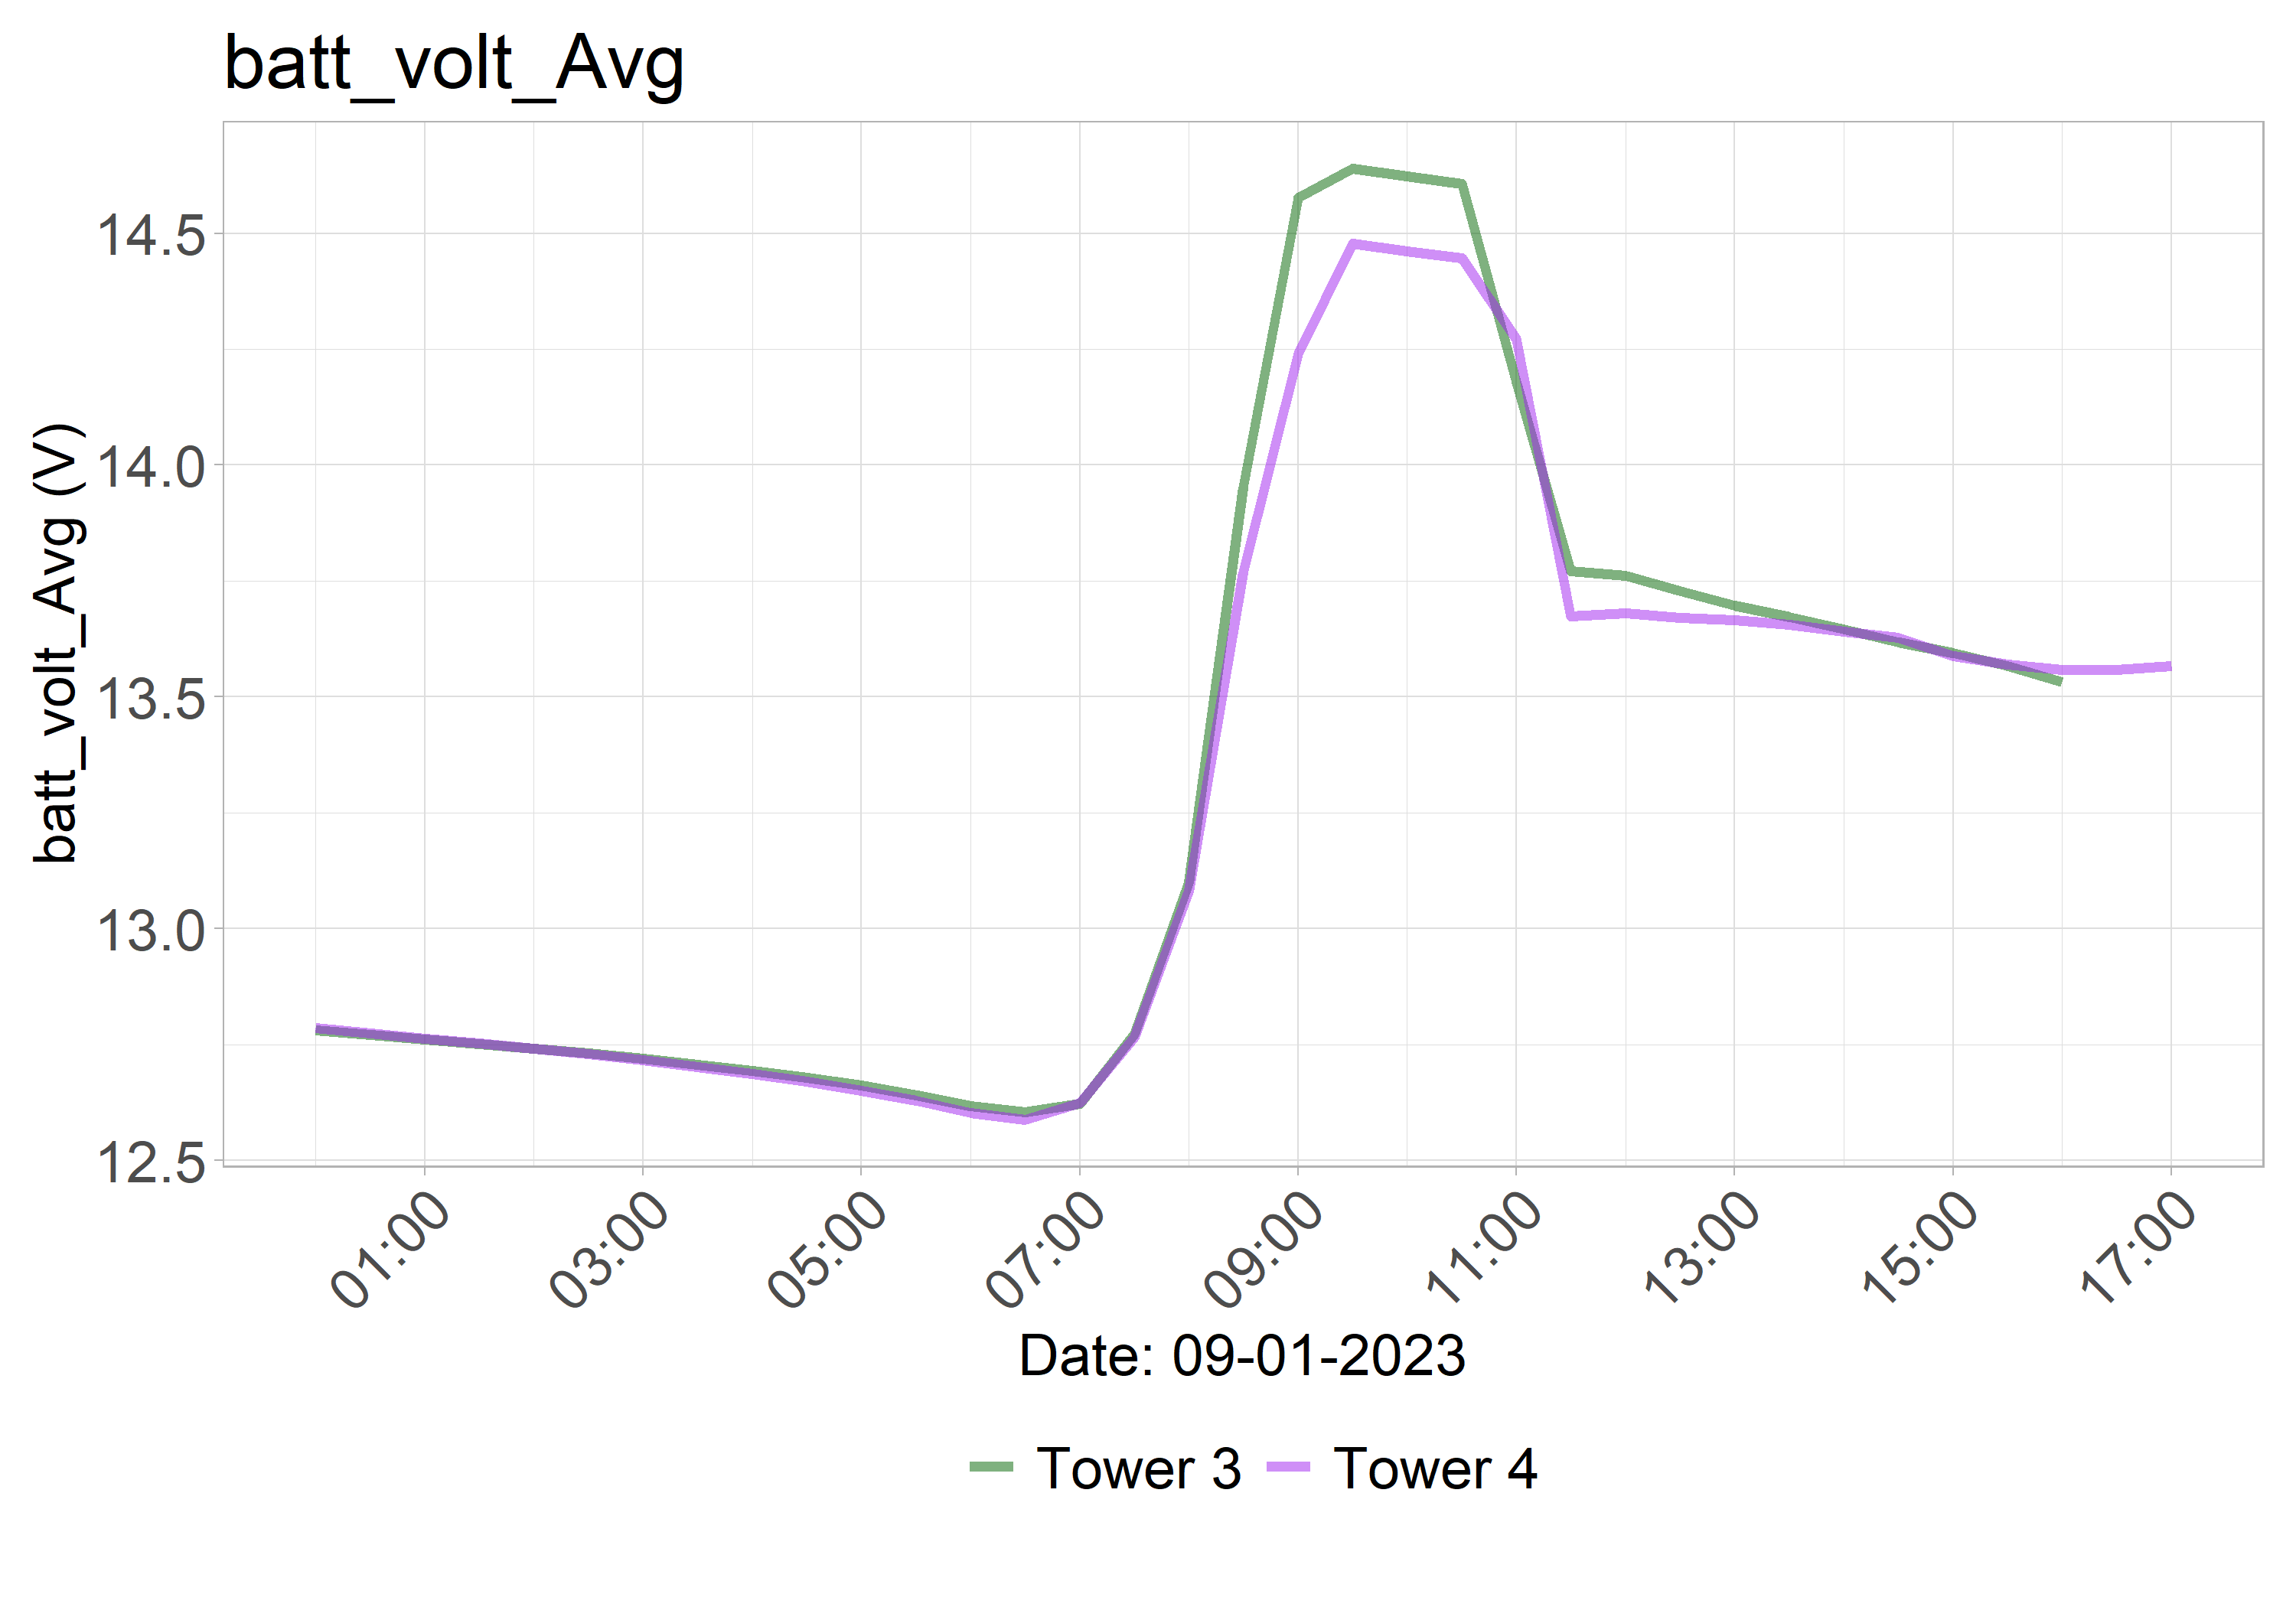 batt_volt_Avg
batt_volt_Avg (V)
14.5
14.0
13.5
13.0
12.5
01:00 03:00 05:00 07:00 09:00 11:00 13:00 15:00 17:00
Date: 09-01-2023
Tower 3 Tower 4